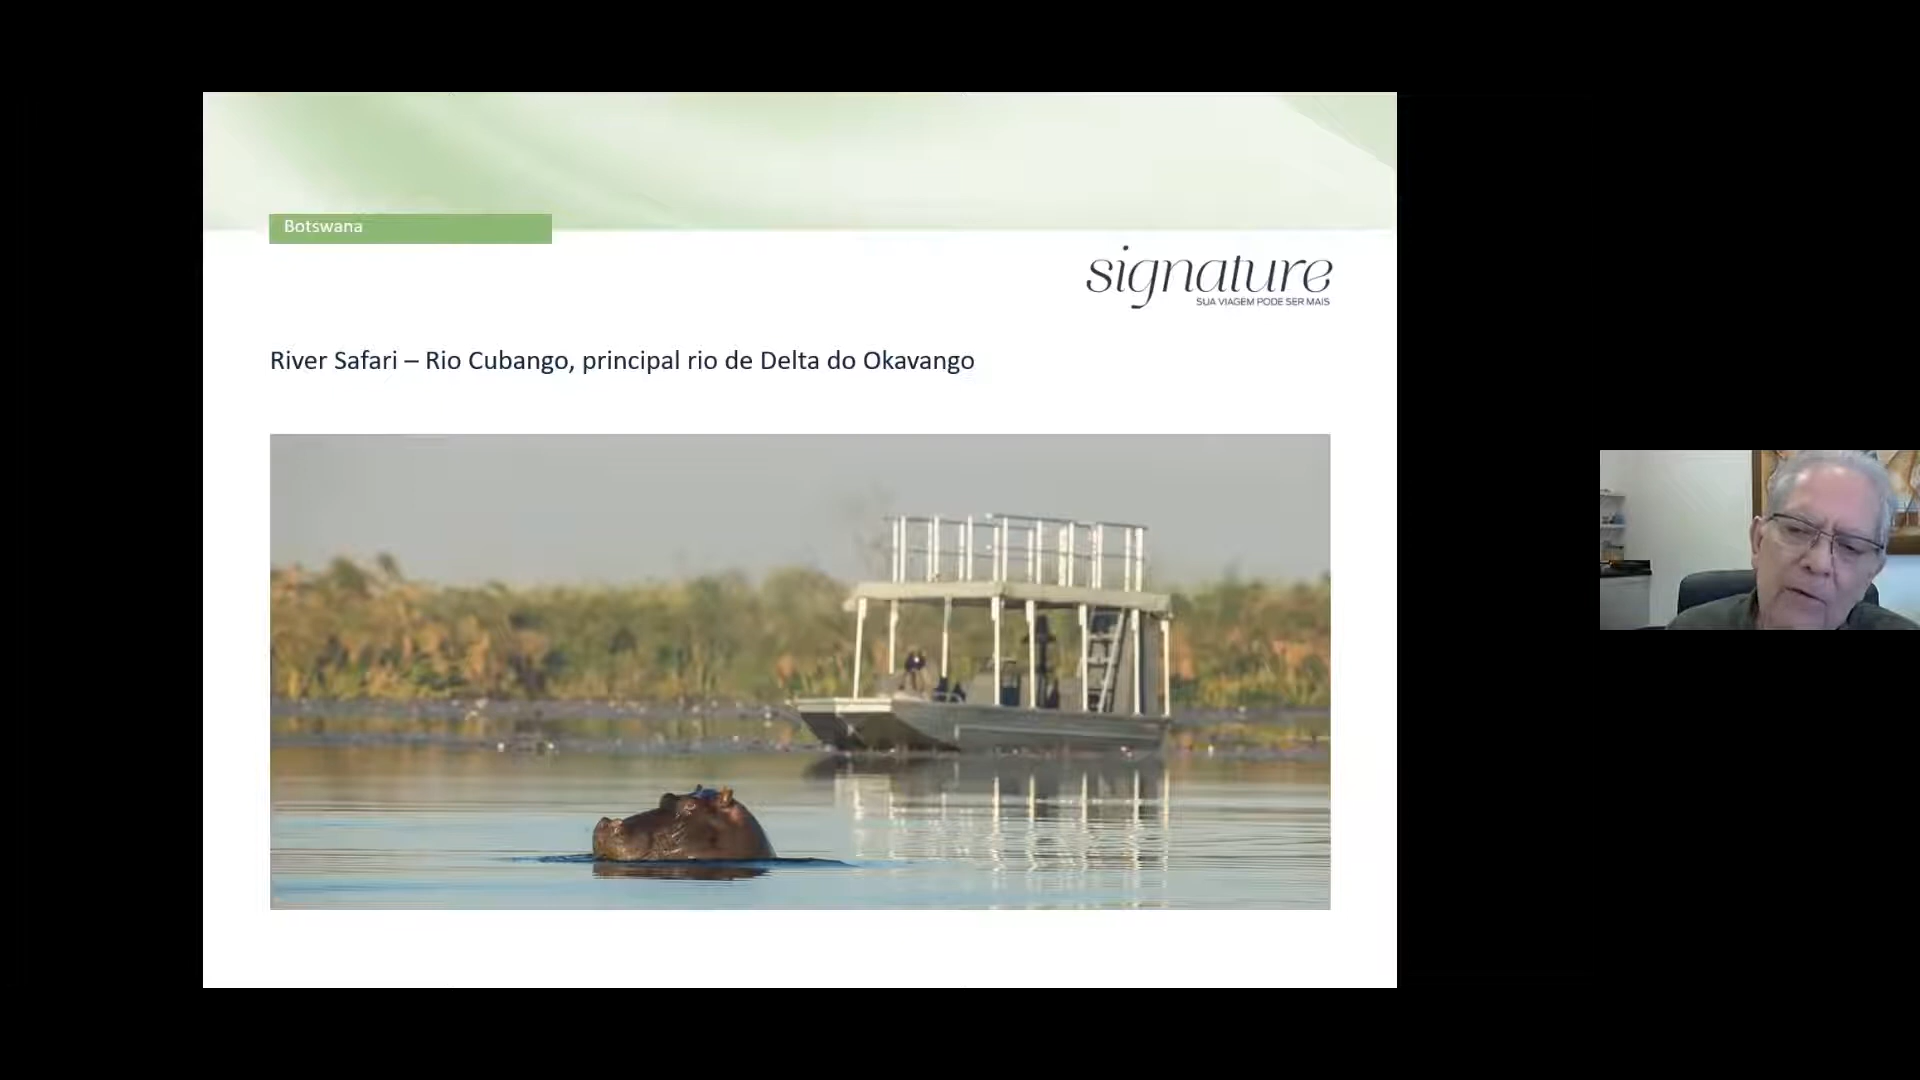 Botswana
signature
SUA VIAGEM PODE SER MAIS
River Safari – Rio Cubango, principal rio de Delta do Okavango